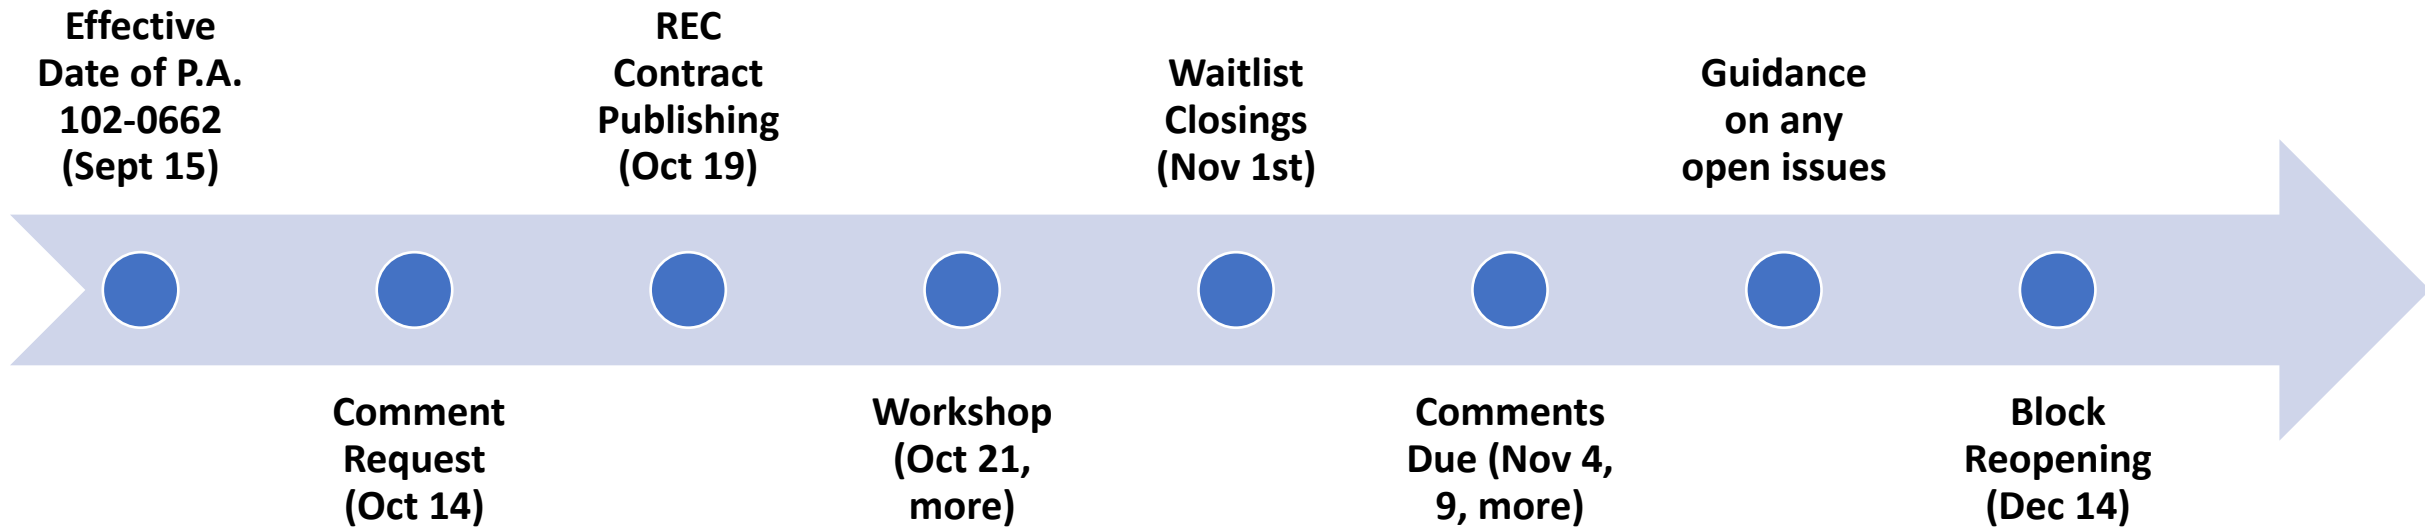 Effective
Date of P.A.
102-0662
(Sept 15)
Comment
Request
(Oct 14)
REC
Contract
Publishing
(Oct 19)
Workshop
(Oct 21,
more)
Waitlist
Closings
(Nov 1st)
Comments
Due (Nov 4,
9, more)
Guidance
on any
open issues
Block
Reopening
(Dec 14)